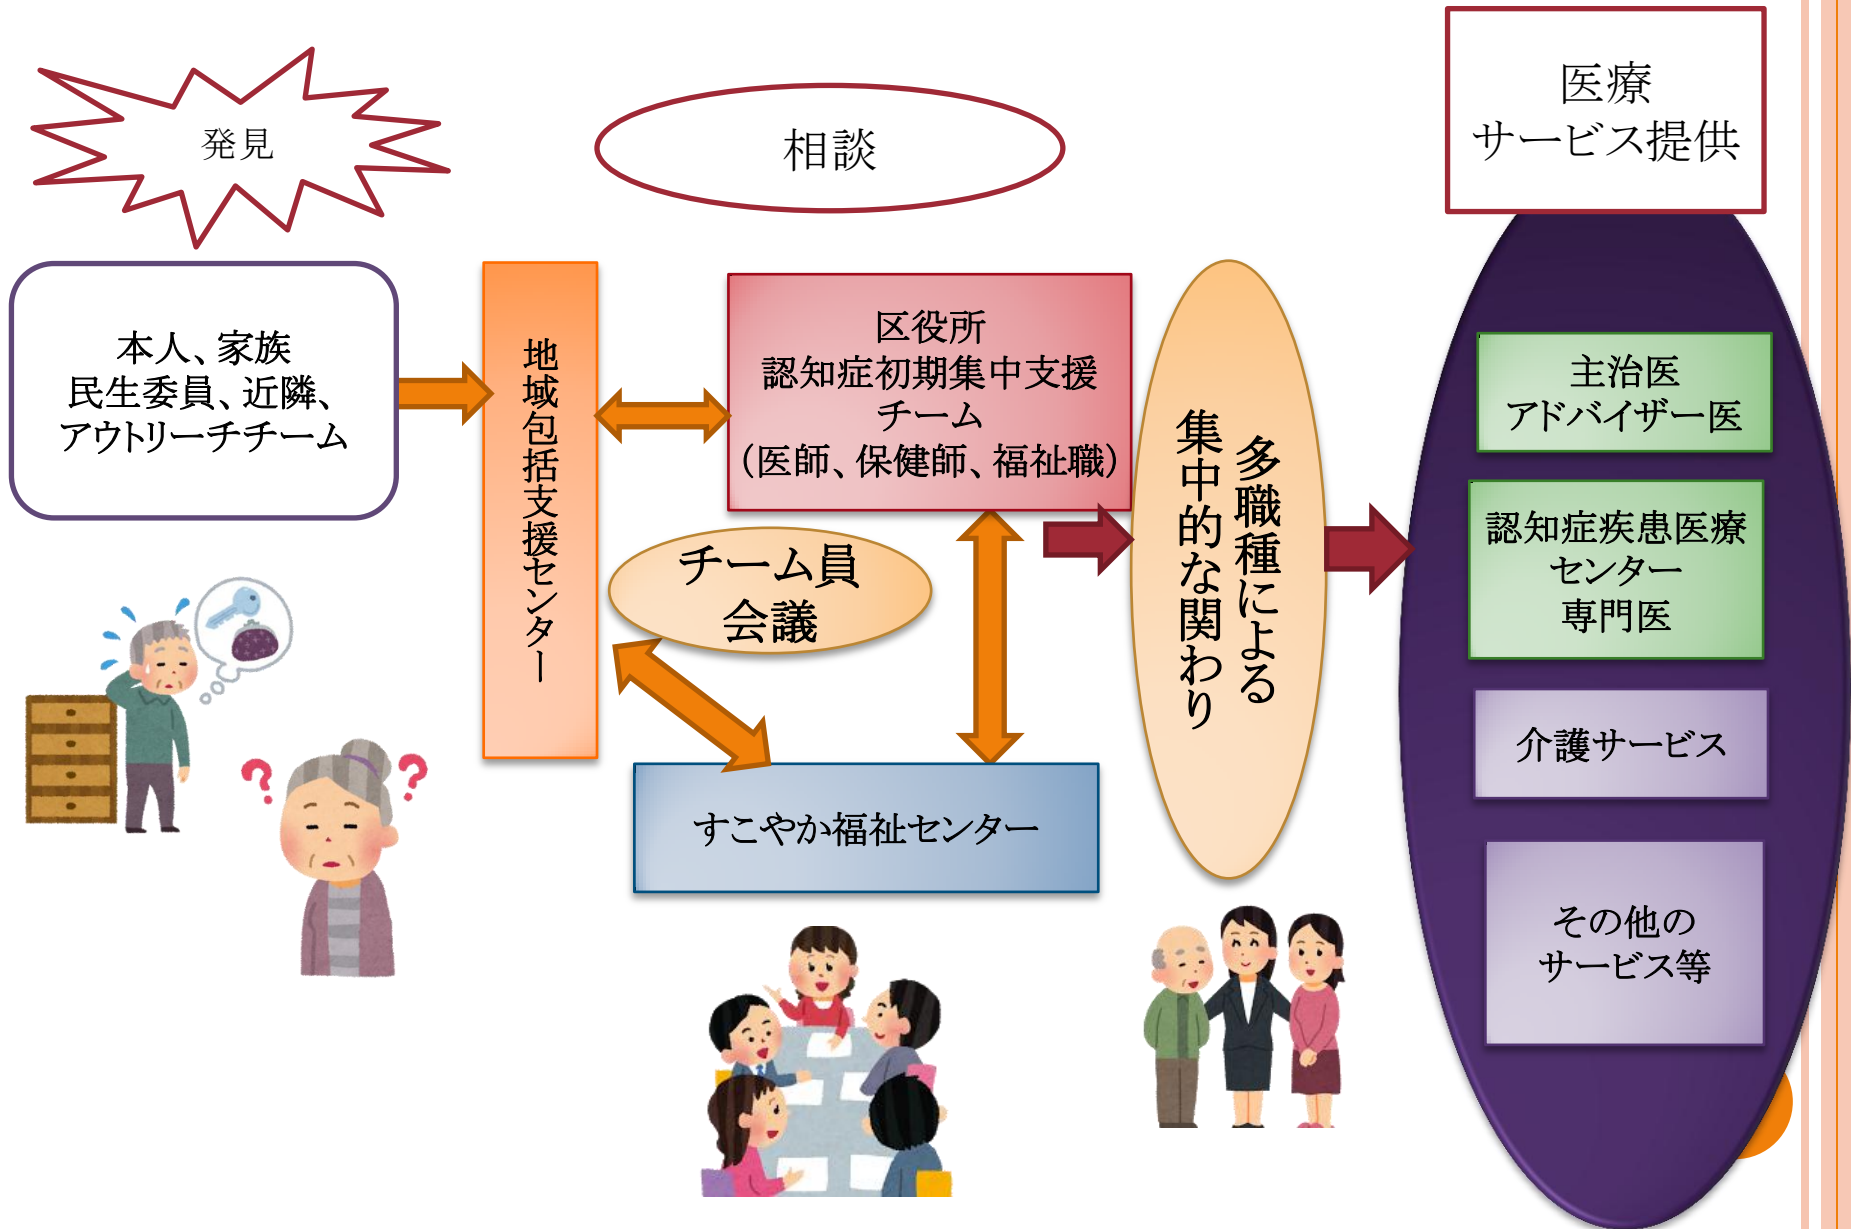 発見
相談
医療
サービス提供
本人、家族
民生委員、近隣、
アウトリーチチーム
地域包括支援センター
区役所
認知症初期集中支援
チーム
（医師、保健師、福祉職）
チーム員
会議
すこやか福祉センター
多職種による
集中的な関わり
主治医
アドバイザー医
認知症疾患医療
センター
専門医
介護サービス
その他の
サービス等